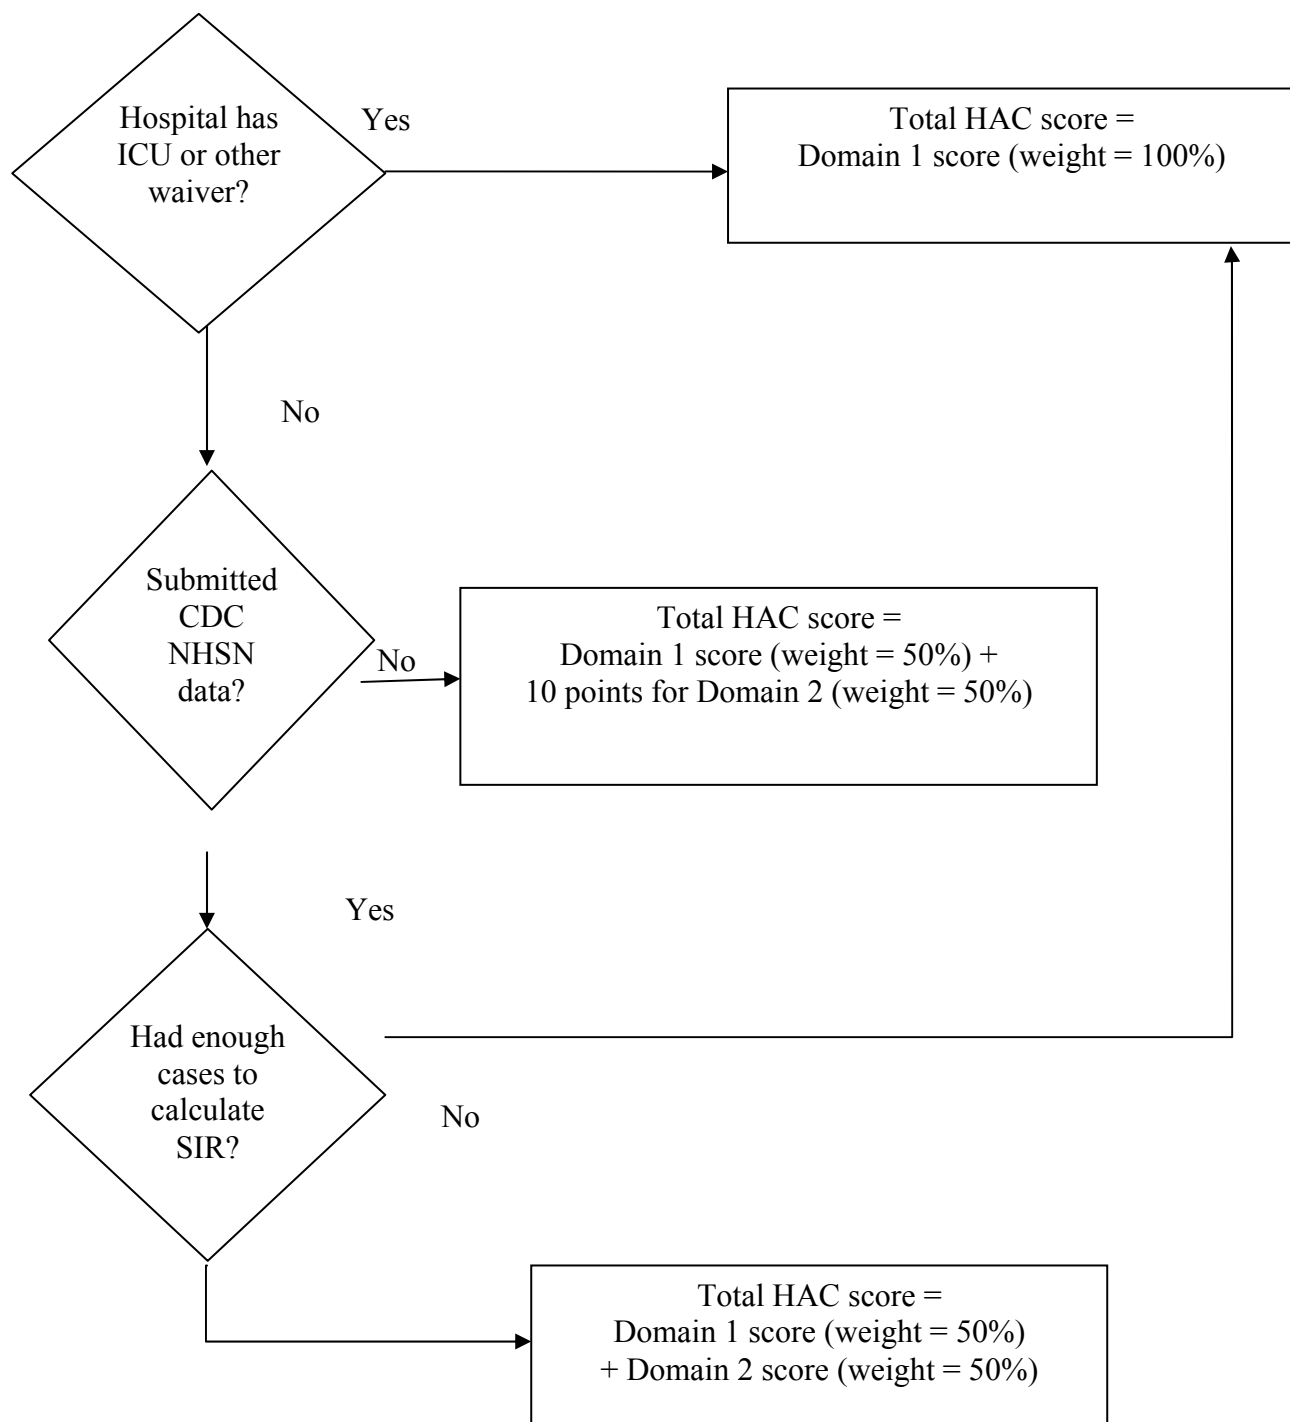 Hospital has
ICU or other
waiver?
Yes
Total HAC score =
Domain 1 score (weight = 100%)
No
Submitted
CDC
NHSN
data?
No
Total HAC score =
Domain 1 score (weight = 50%) +
10 points for Domain 2 (weight = 50%)
Yes
Had enough
cases to
calculate
SIR?
No
Total HAC score =
Domain 1 score (weight = 50%)
+ Domain 2 score (weight = 50%)